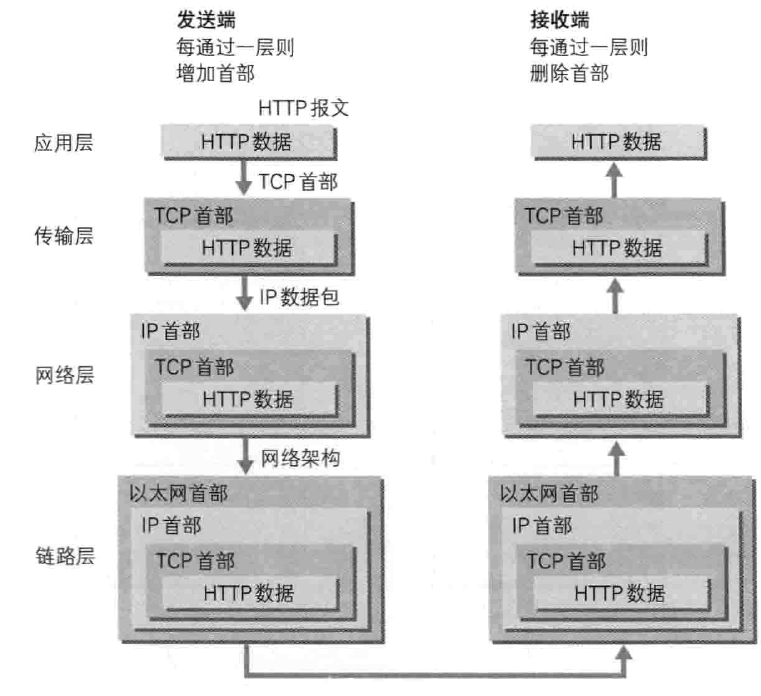 发送端
每通过一层则
增加首部
接收端
每通过一层则
删除首部
HTTP 报文
应用层
HTTP 数据
HTTP 数据
TCP 首部
传输层
TCP 首部
HTTP 数据
TCP 首部
HTTP 数据
IP 数据包
网络层
IP 首部
TCP 首部
HTTP 数据
IP 首部
TCP 首部
HTTP 数据
网络架构
链路层
以太网首部
IP 首部
TCP 首部
HTTP 数据
以太网首部
IP 首部
TCP 首部
HTTP 数据